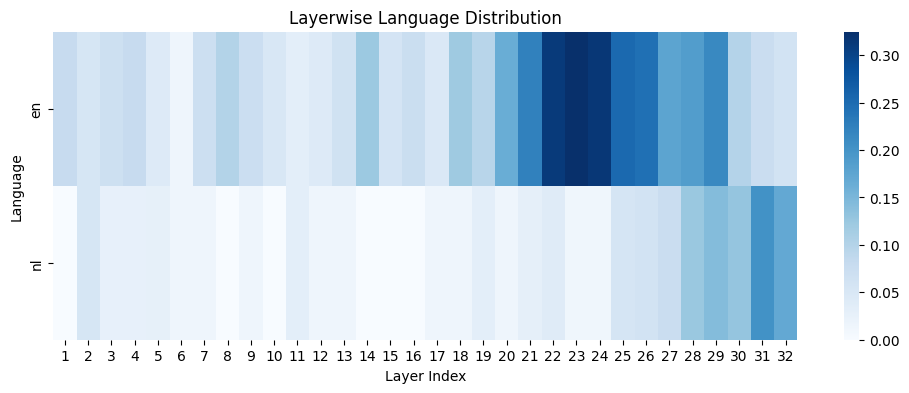 Layerwise Language Distribution
Language
en
nl
1 2 3 4 5 6 7 8 9 10 11 12 13 14 15 16 17 18 19 20 21 22 23 24 25 26 27 28 29 30 31 32
Layer Index
0.30
0.25
0.20
0.15
0.10
0.05
0.00